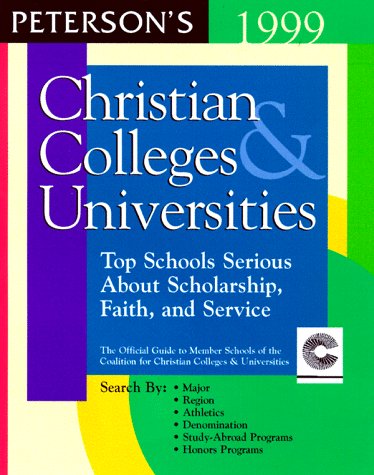 PETERSON'S 1999
Christian
Colleges &
Universities
Top Schools Serious
About Scholarship,
Faith, and Service
The Official Guide to Member Schools of the
Coalition for Christian Colleges & Universities
C
Search By: • Major
• Region
• Athletics
• Denomination
• Study-Abroad Programs
• Honors Programs